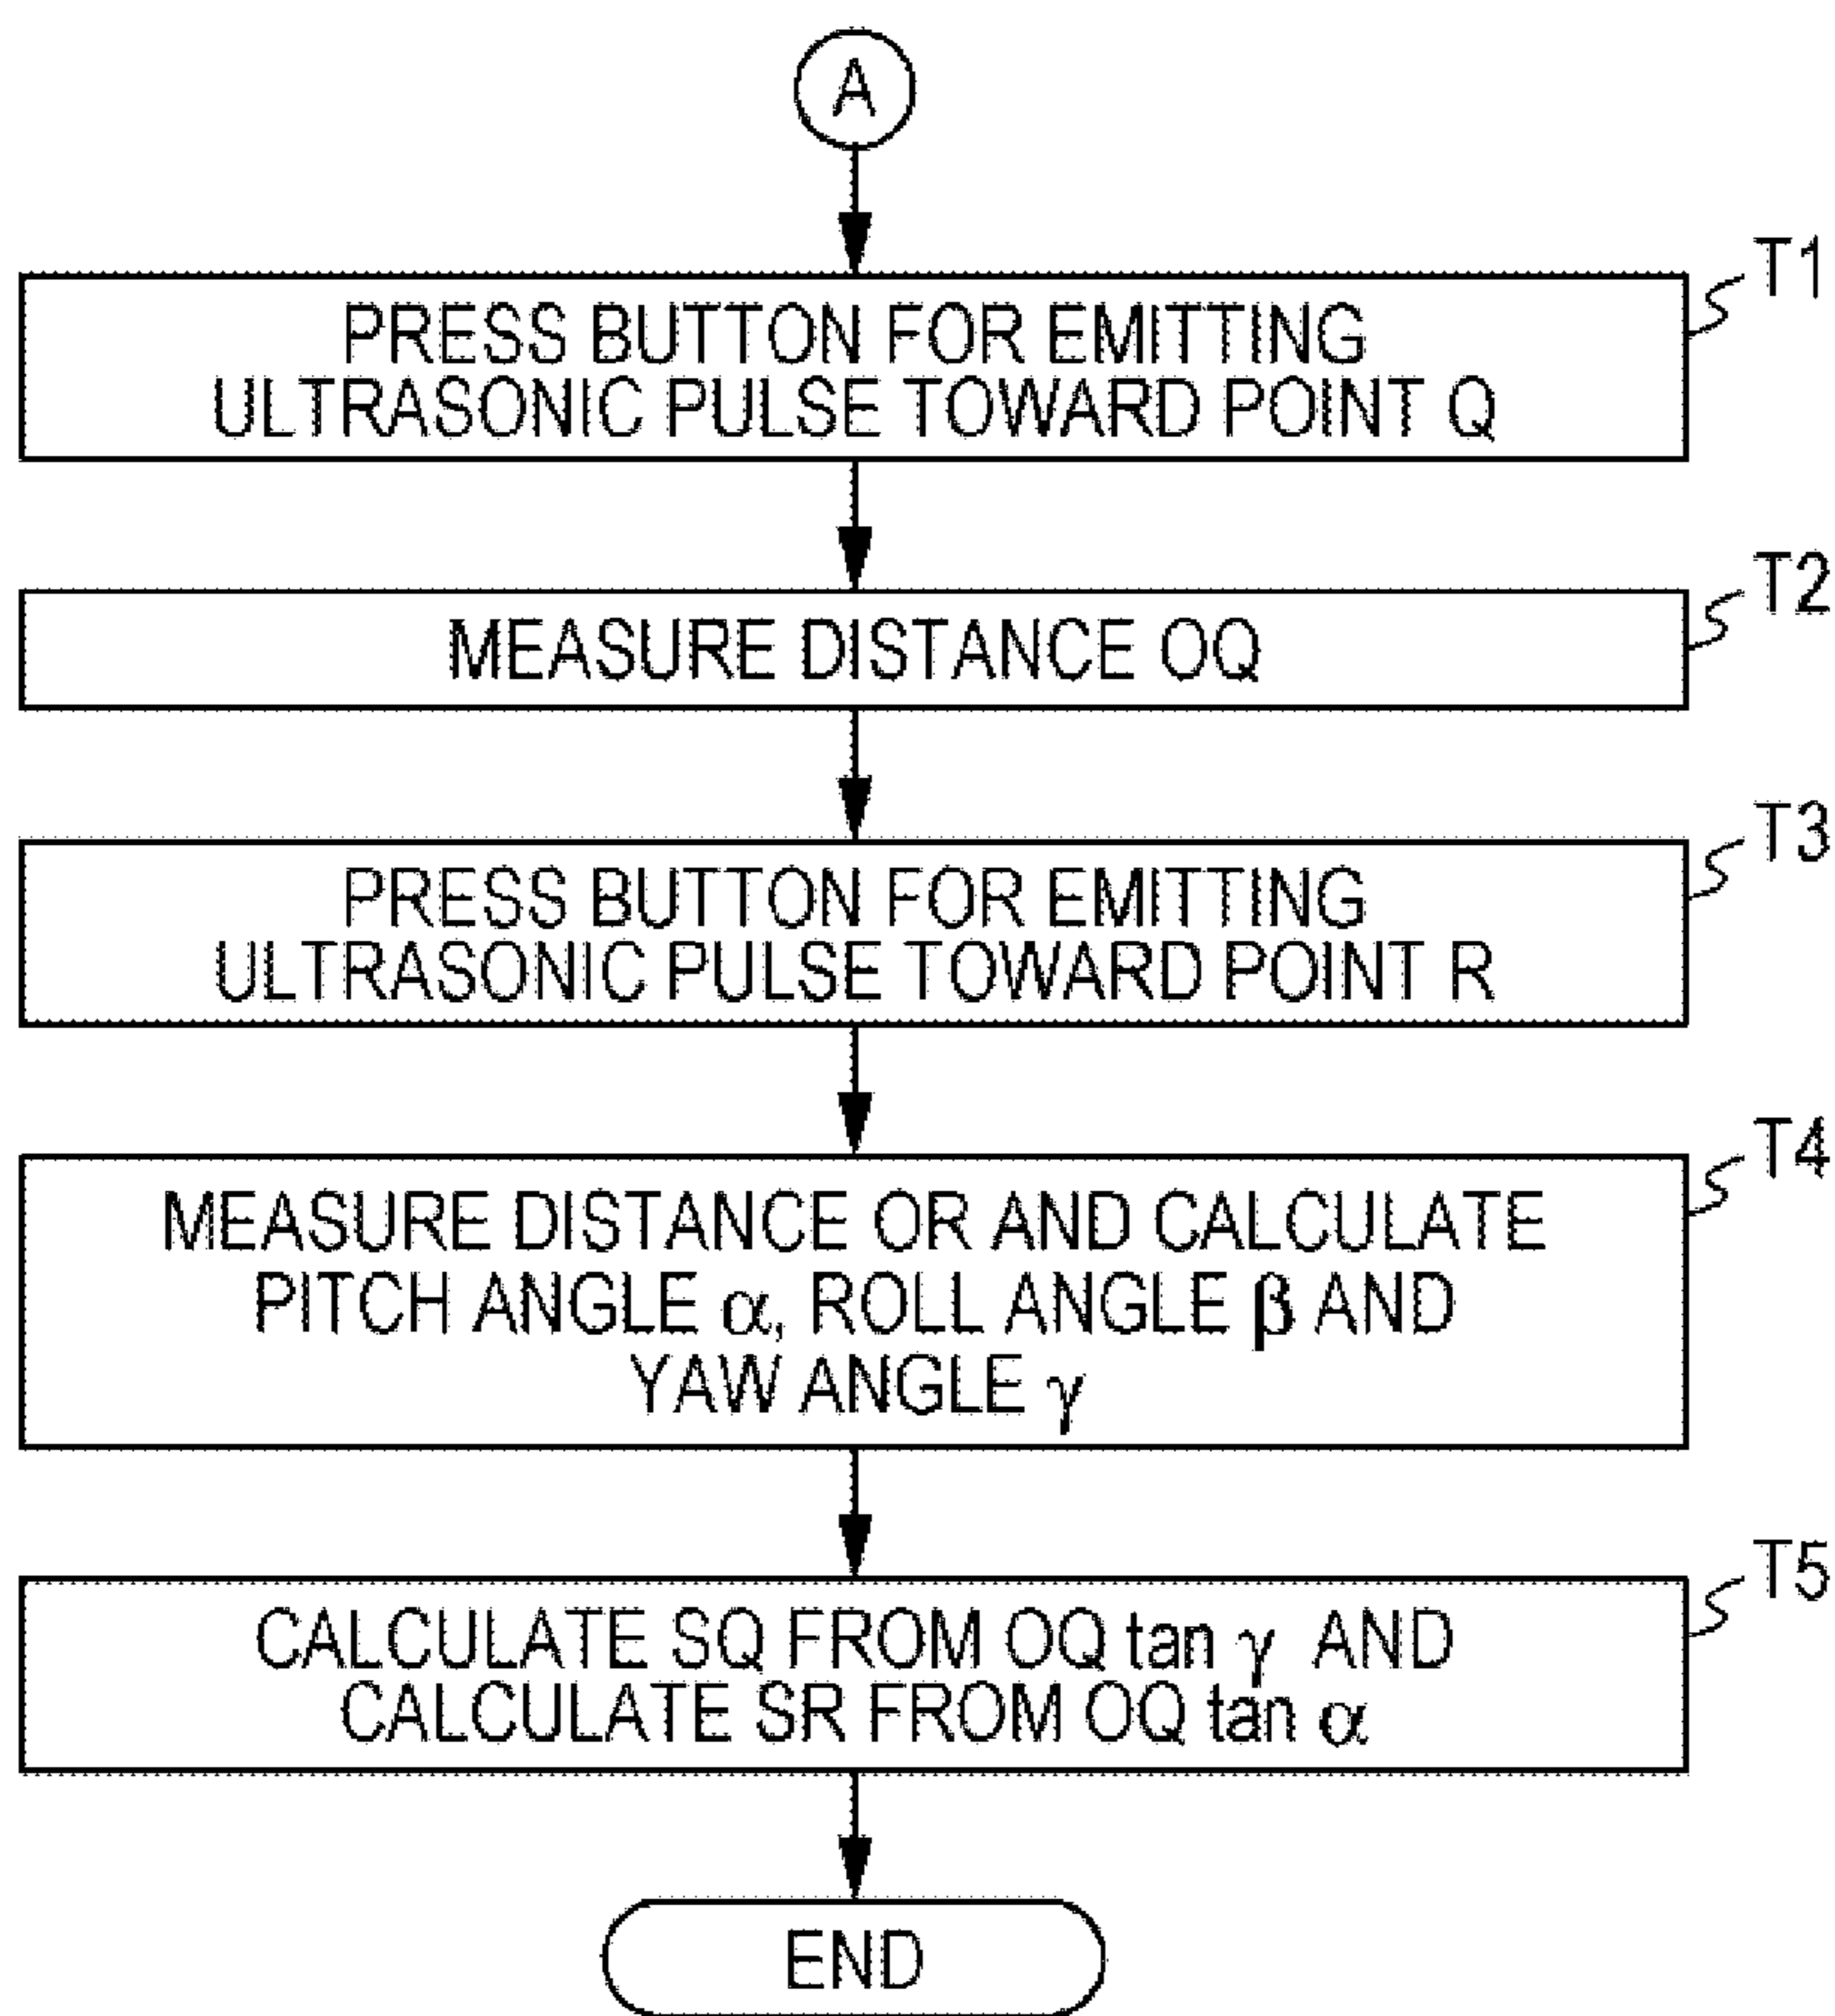 A
T1
PRESS BUTTON FOR EMITTING
ULTRASONIC PULSE TOWARD POINT Q
T2
MEASURE DISTANCE OQ
T3
PRESS BUTTON FOR EMITTING
ULTRASONIC PULSE TOWARD POINT R
T4
MEASURE DISTANCE OR AND CALCULATE
PITCH ANGLE α, ROLL ANGLE β AND
YAW ANGLE γ
T5
CALCULATE SQ FROM OQ tan γ AND
CALCULATE SR FROM OQ tan α
END